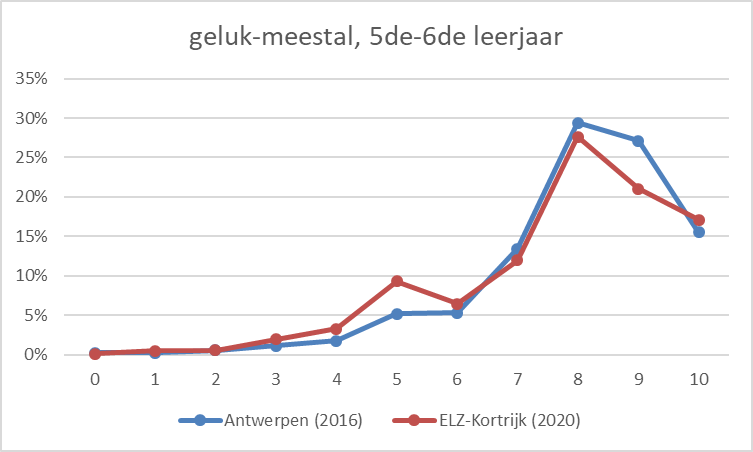 geluk-meestal, 5de-6de leerjaar
35%
30%
25%
20%
15%
10%
5%
0%
0 1 2 3 4 5 6 7 8 9 10
Antwerpen (2016) ELZ-Kortrijk (2020)